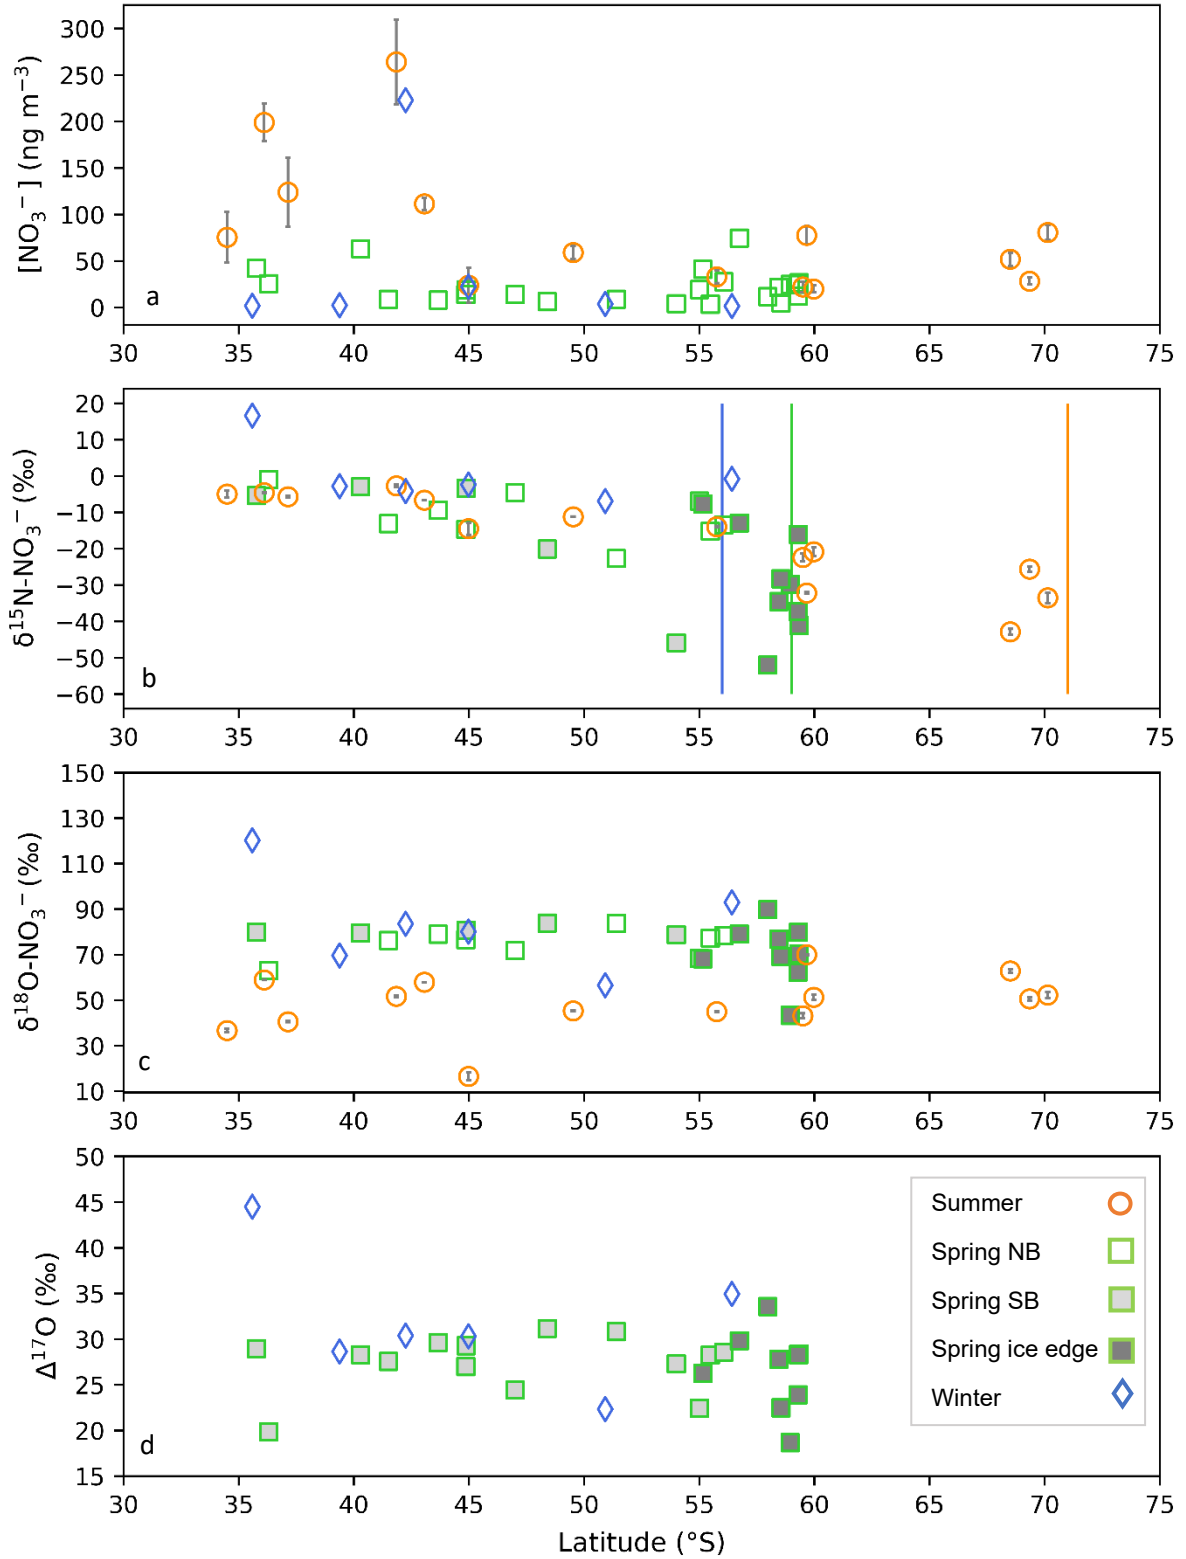 [NO₃⁻] (ng m⁻³)
300
250
200
150
100
50
0
a
30 35 40 45 50 55 60 65 70 75
δ¹⁵N-NO₃⁻ (‰)
20
10
0
−10
−20
−30
−40
−50
−60
b
30 35 40 45 50 55 60 65 70 75
δ¹⁸O-NO₃⁻ (‰)
150
130
110
90
70
50
30
10
c
30 35 40 45 50 55 60 65 70 75
Δ¹⁷O (‰)
50
45
40
35
30
25
20
15
d
Summer
Spring NB
Spring SB
Spring ice edge
Winter
30 35 40 45 50 55 60 65 70 75
Latitude (°S)